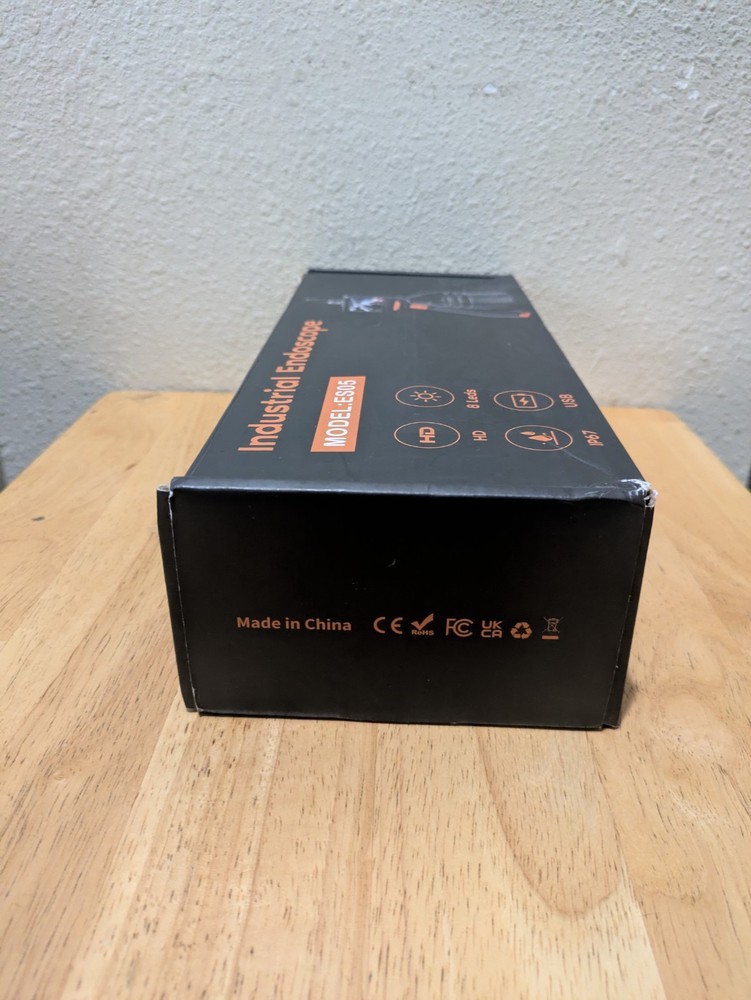 Industrial Endoscope
MODEL:ES05
8 Leds
USB
HD
HD
IP67
Made in China CE RoHS FC UK CA